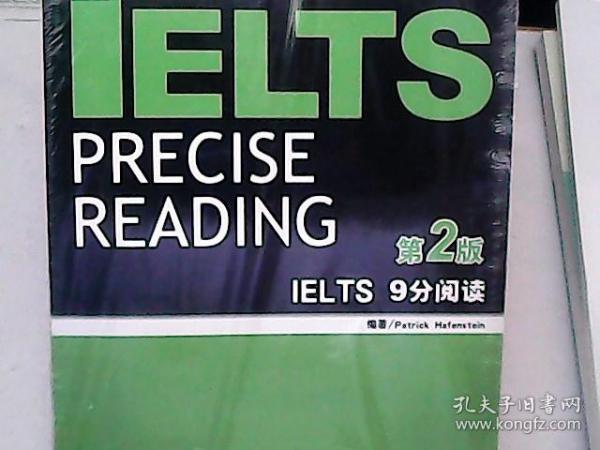 IELTS
PRECISE
READING
第2版
IELTS 9分阅读
编著/Patrick Hafenstein
孔夫子旧书网
www.kongfz.com